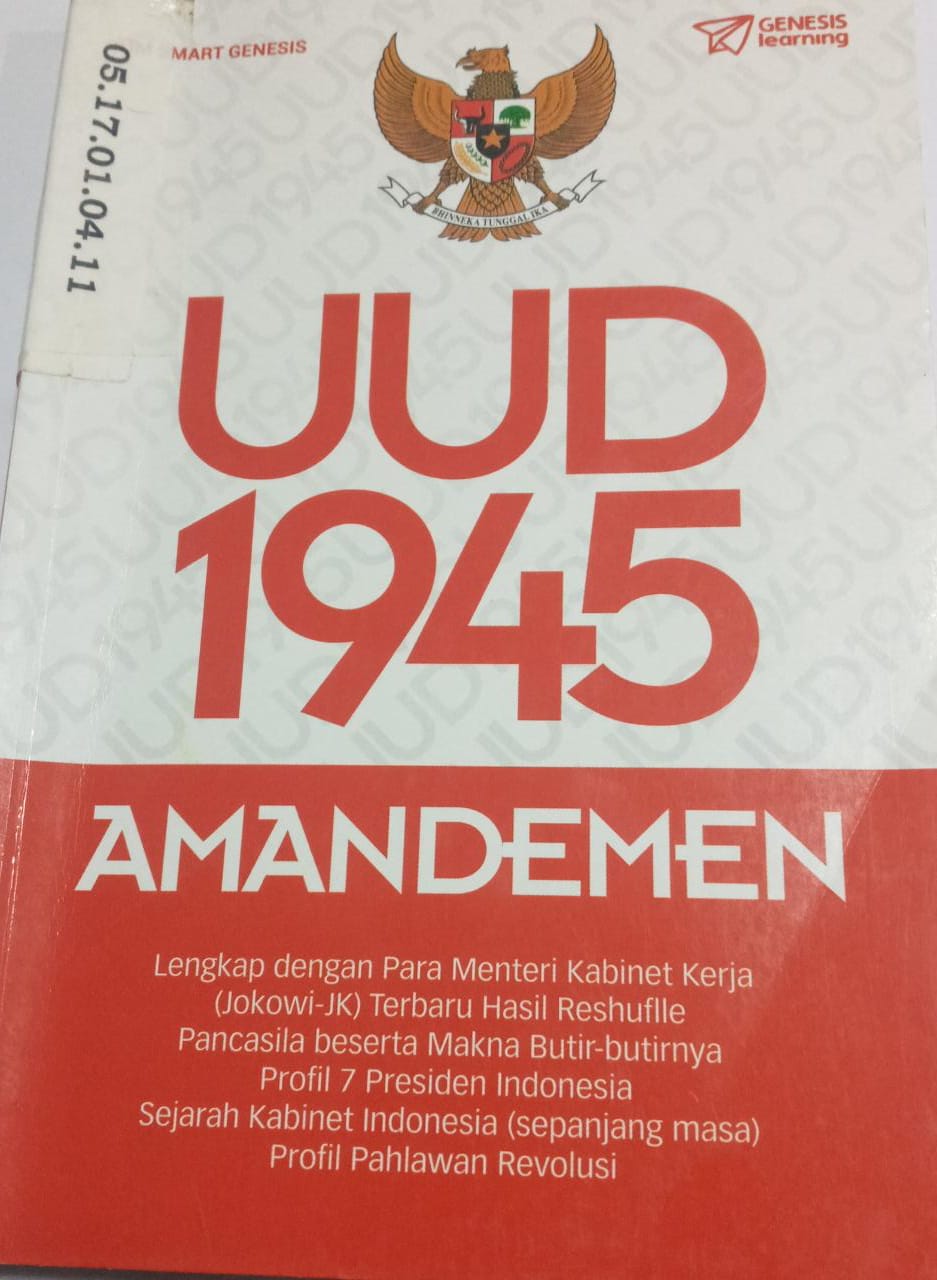 05.17.01.04.11
MART GENESIS
GENESIS
learning
BHINNEKA TUNGGAL IKA
UUD
1945
AMANDEMEN
Lengkap dengan Para Menteri Kabinet Kerja
(Jokowi-JK) Terbaru Hasil Reshuflle
Pancasila beserta Makna Butir-butirnya
Profil 7 Presiden Indonesia
Sejarah Kabinet Indonesia (sepanjang masa)
Profil Pahlawan Revolusi